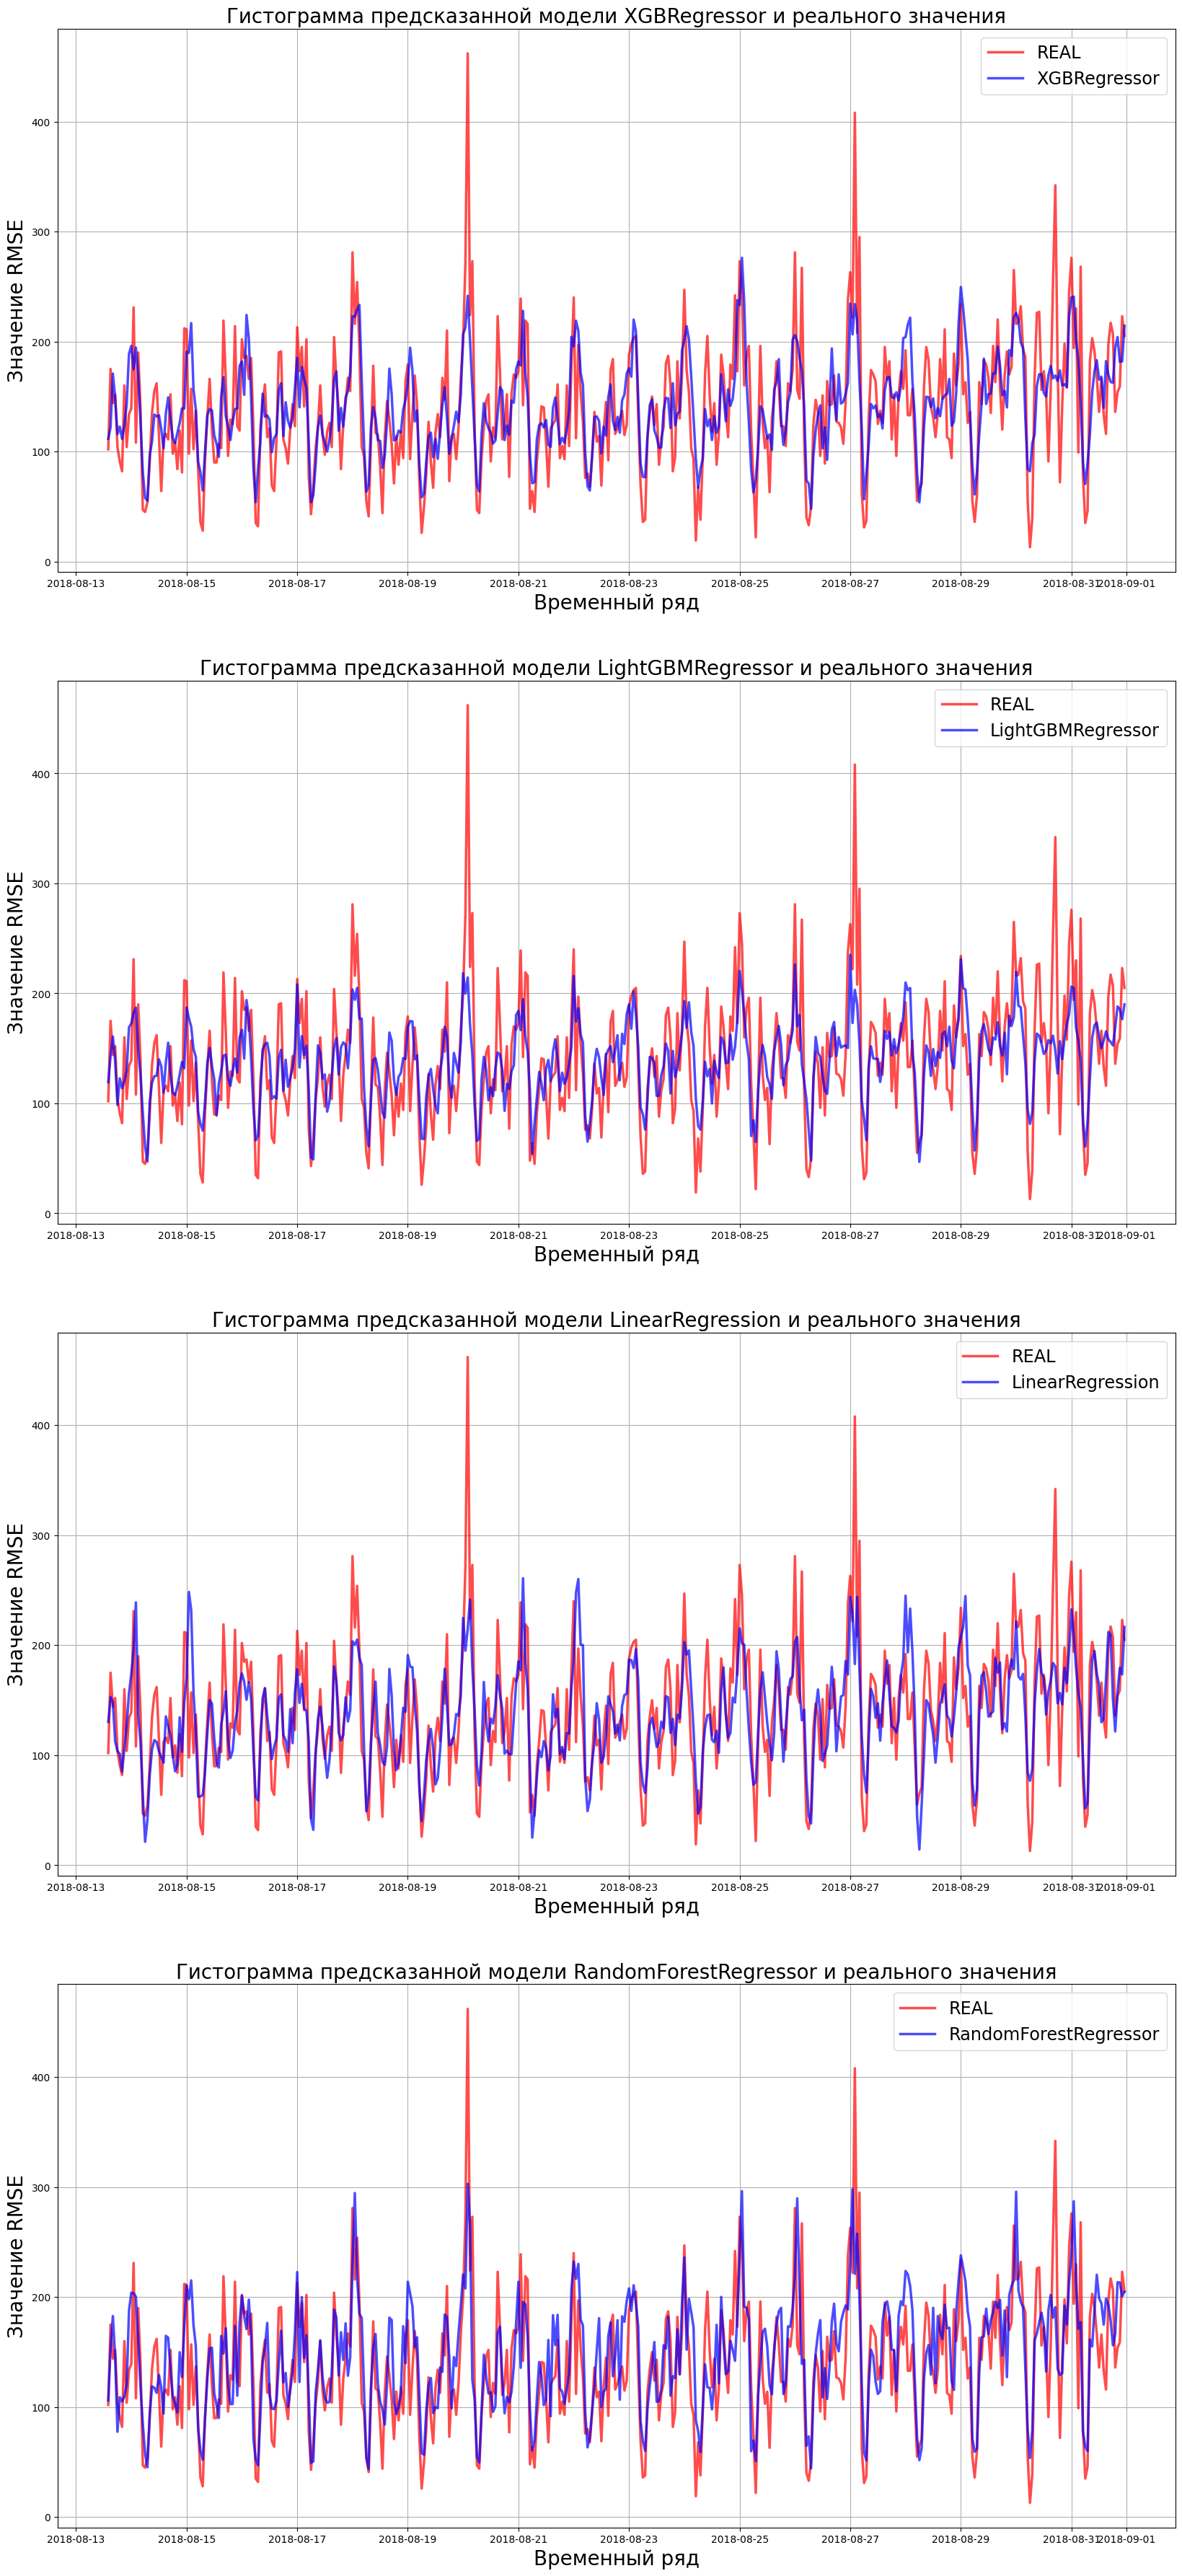 Гистограмма предсказанной модели XGBRegressor и реального значения
REAL
XGBRegressor
Значение RMSE
400
300
200
100
0
2018-08-13 2018-08-15 2018-08-17 2018-08-19 2018-08-21 2018-08-23 2018-08-25 2018-08-27 2018-08-29 2018-08-31 2018-09-01
Временный ряд
Гистограмма предсказанной модели LightGBMRegressor и реального значения
REAL
LightGBMRegressor
Значение RMSE
400
300
200
100
0
2018-08-13 2018-08-15 2018-08-17 2018-08-19 2018-08-21 2018-08-23 2018-08-25 2018-08-27 2018-08-29 2018-08-31 2018-09-01
Временный ряд
Гистограмма предсказанной модели LinearRegression и реального значения
REAL
LinearRegression
Значение RMSE
400
300
200
100
0
2018-08-13 2018-08-15 2018-08-17 2018-08-19 2018-08-21 2018-08-23 2018-08-25 2018-08-27 2018-08-29 2018-08-31 2018-09-01
Временный ряд
Гистограмма предсказанной модели RandomForestRegressor и реального значения
REAL
RandomForestRegressor
Значение RMSE
400
300
200
100
0
2018-08-13 2018-08-15 2018-08-17 2018-08-19 2018-08-21 2018-08-23 2018-08-25 2018-08-27 2018-08-29 2018-08-31 2018-09-01
Временный ряд